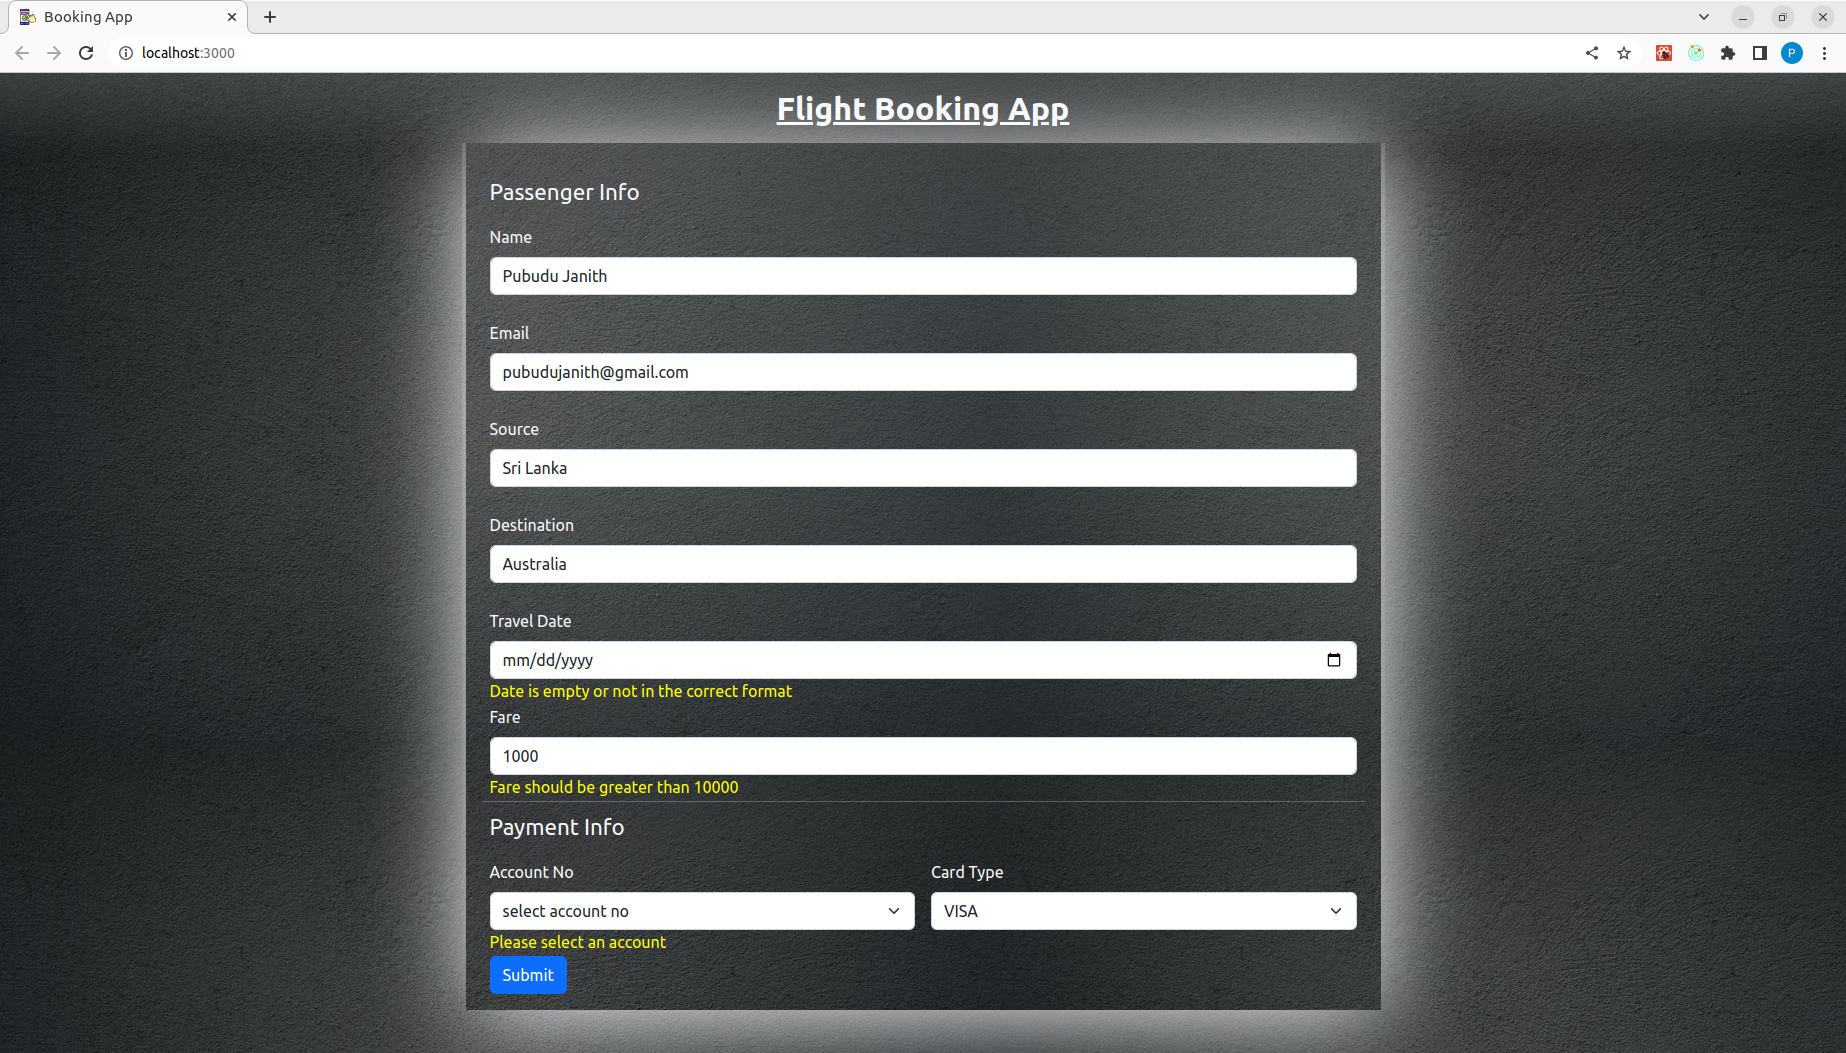 Booking App
localhost:3000
P
Flight Booking App
Passenger Info
Name
Pubudu Janith
Email
pubudujanith@gmail.com
Source
Sri Lanka
Destination
Australia
Travel Date
mm/dd/yyyy
Date is empty or not in the correct format
Fare
1000
Fare should be greater than 10000
Payment Info
Account No Card Type
select account no VISA
Please select an account
Submit